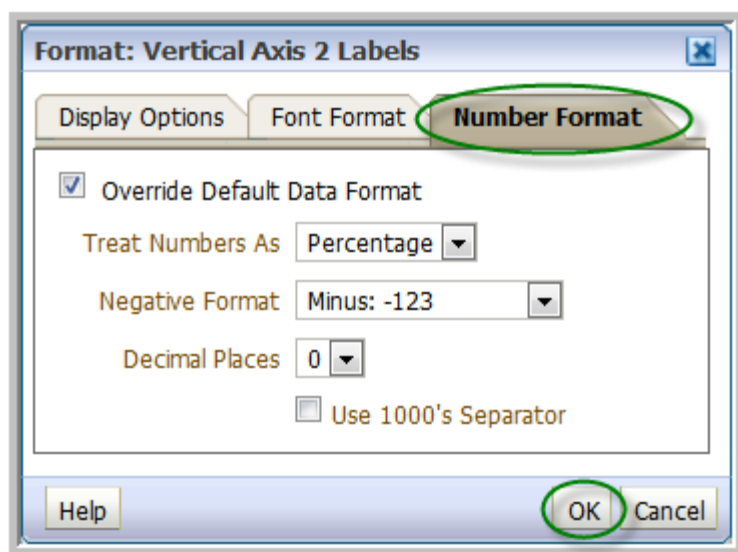 Format: Vertical Axis 2 Labels
Display Options Font Format Number Format
Override Default Data Format
Treat Numbers As Percentage
Negative Format Minus: -123
Decimal Places 0
Use 1000's Separator
Help OK Cancel